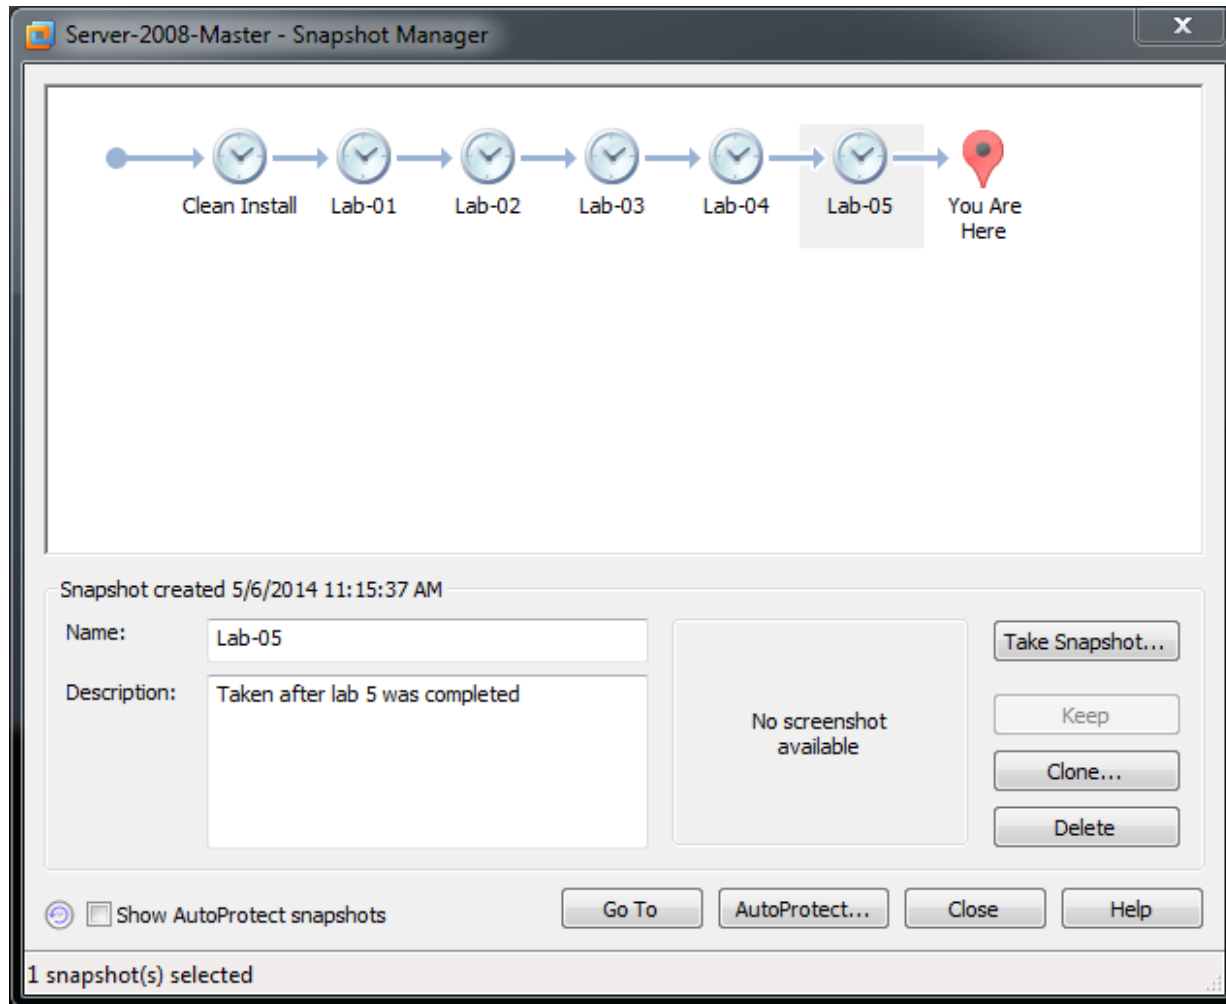 Server-2008-Master - Snapshot Manager
x
Clean Install
Lab-01
Lab-02
Lab-03
Lab-04
Lab-05
You Are
Here
Snapshot created 5/6/2014 11:15:37 AM
Name:
Lab-05
Description:
Taken after lab 5 was completed
No screenshot
available
Take Snapshot...
Keep
Clone...
Delete
Show AutoProtect snapshots
Go To
AutoProtect...
Close
Help
1 snapshot(s) selected